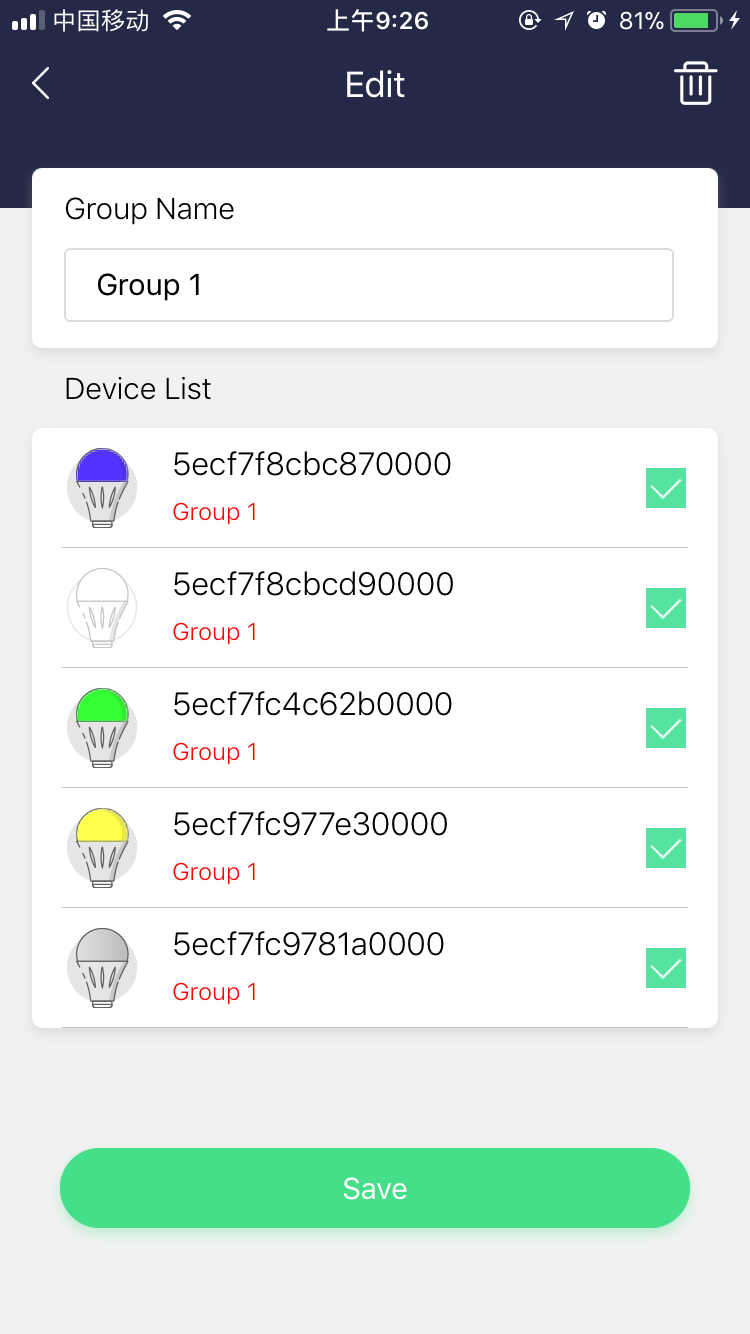 中国移动 上午9:26 81%
Edit
Group Name
Group 1
Device List
5ecf7f8cbc870000
Group 1
5ecf7f8cbcd90000
Group 1
5ecf7fc4c62b0000
Group 1
5ecf7fc977e30000
Group 1
5ecf7fc9781a0000
Group 1
Save